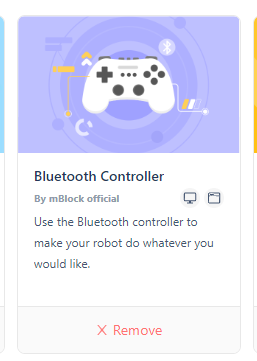 Bluetooth Controller
By mBlock official
Use the Bluetooth controller to
make your robot do whatever you
would like.
Remove